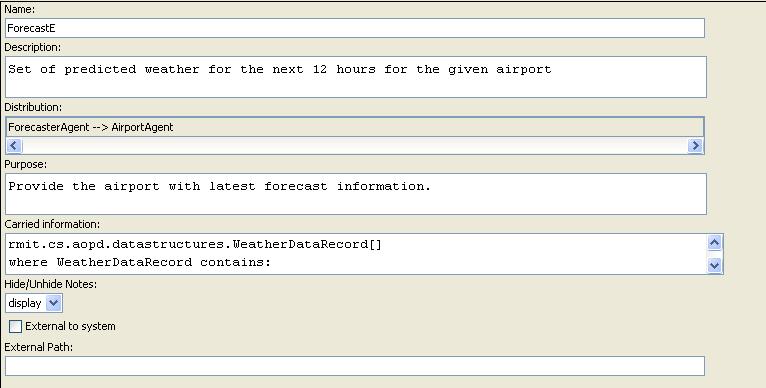 Name:
ForecastE
Description:
Set of predicted weather for the next 12 hours for the given airport
Distribution:
ForecasterAgent --> AirportAgent
Purpose:
Provide the airport with latest forecast information.
Carried information:
rmit.cs.aopd.datastructures.WeatherDataRecord[]
where WeatherDataRecord contains:
Hide/Unhide Notes:
display
External to system
External Path: